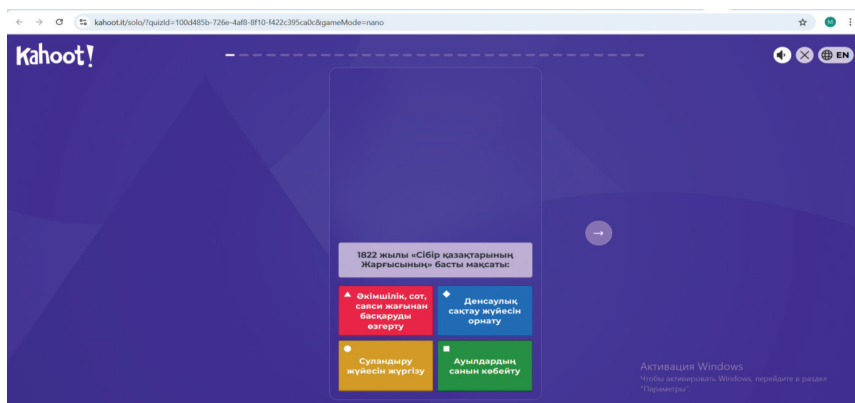 kahoot.it/solo/?quizId=100d485b-726e-4af8-8f10-f422c395ca0c&gameMode=nano
M
Kahoot!
EN
1822 жылы «Сібір қазақтарының
Жарғысының» басты мақсаты:
Әкімшілік, сот,
саяси жағынан
басқаруды
өзгерту
Денсаулық
сақтау жүйесін
орнату
Суландыру
жүйесін жүргізу
Ауылдардың
санын көбейту
Активация Windows
Чтобы активировать Windows, перейдите в раздел
"Параметры".